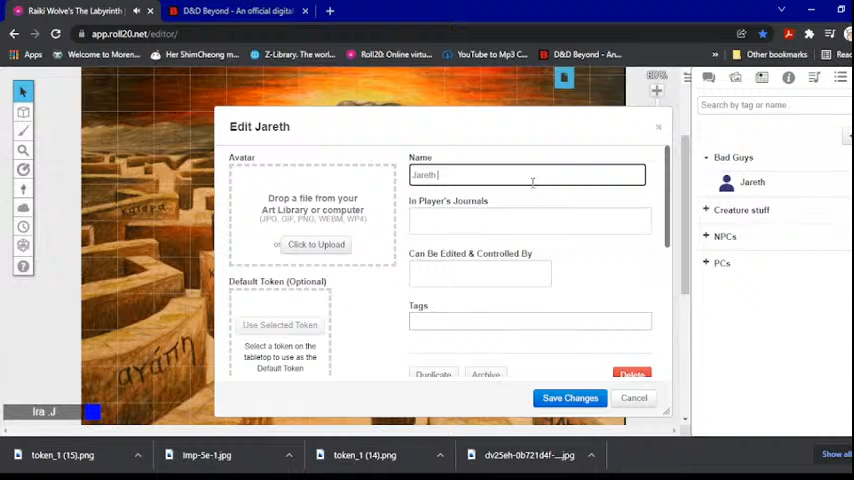 Raiki Wolve's The Labyrinth
D&D Beyond - An official digital
app.roll20.net/editor/
Apps
Welcome to Moren...
Her ShimCheong m...
Z-Library. The worl...
Roll20: Online virtu...
YouTube to Mp3 C...
D&D Beyond - An...
»
Other bookmarks
80%
Search by tag or name
Bad Guys
Jareth
Creature stuff
NPCs
PCs
Edit Jareth
×
Avatar
Drop a file from your
Art Library or computer
(JPG, GIF, PNG, WEBM, MP4)
or
Click to Upload
Default Token (Optional)
Use Selected Token
Select a token on the
tabletop to use as the
Default Token
Name
Jareth
In Player's Journals
Can Be Edited & Controlled By
Tags
Duplicate
Archive
Delete
Save Changes
Cancel
αγάπη
Ira .J
token_1 (15).png
Imp-5e-1.jpg
token_1 (14).png
dv25eh-0b721d4f-....jpg
Show all